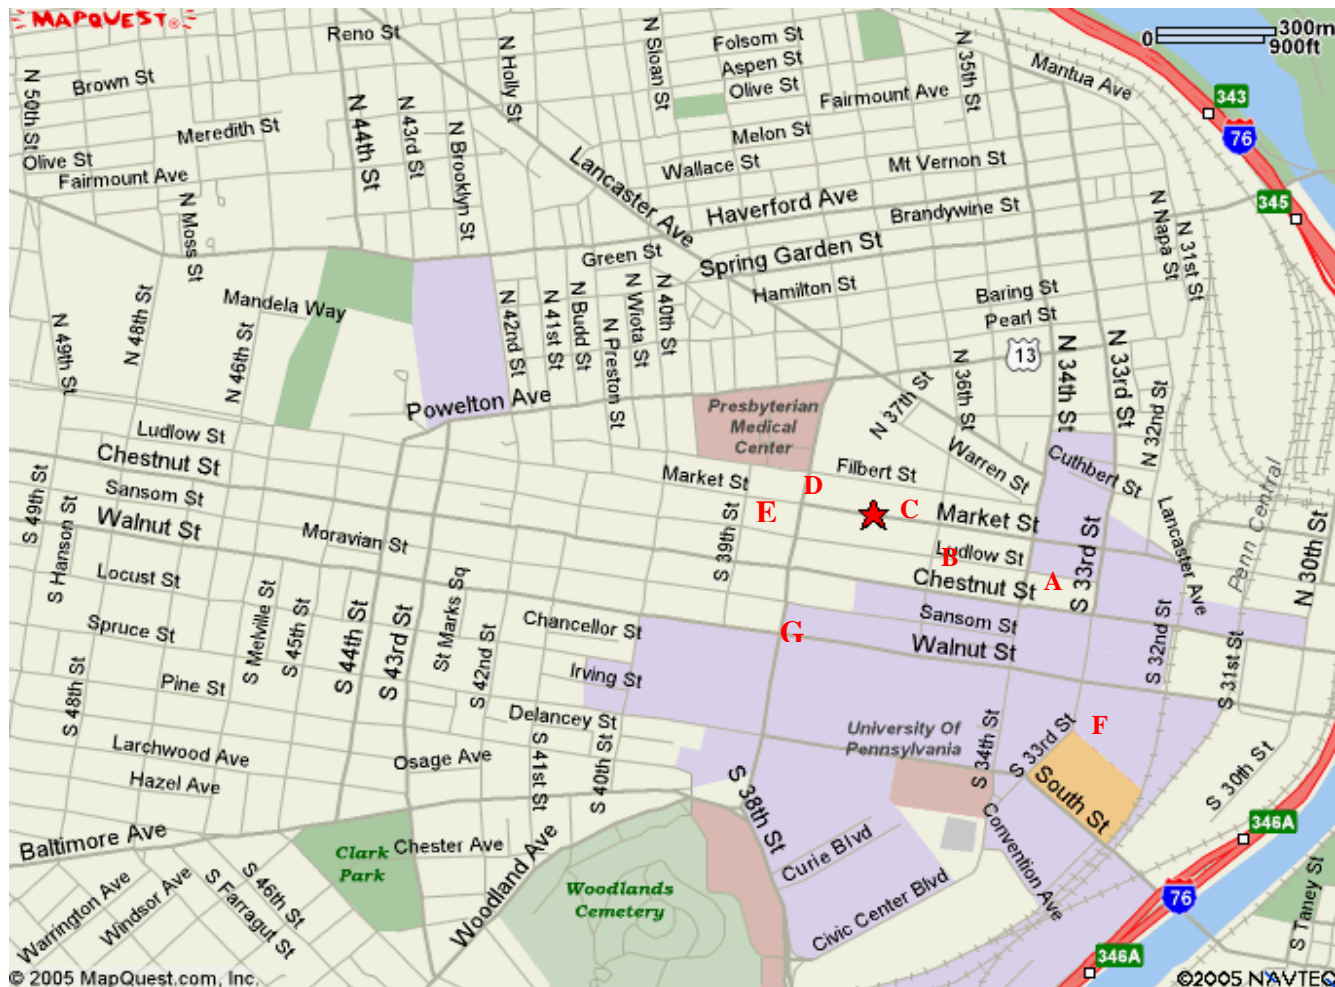 MAPQUEST®
Reno St
N Holly St
N Sloan St
Folsom St
Aspen St
Olive St
N 35th St
0 300m
900ft
Mantua Ave
N 50th St
Brown St
N 44th St
N 43rd St
N Brooklyn St
Meredith St
Olive St
Fairmount Ave
N Moss St
Lancaster Ave
Fairmount Ave
Melon St
Wallace St
Mt Vernon St
343
76
345
Haverford Ave
Brandywine St
N Napa St
N 31st St
Green St
Spring Garden St
Hamilton St
Baring St
Pearl St
13
Mandela Way
N 49th St
N 48th St
N 46th St
N 42nd St
N 41st St
N Budd St
N Preston St
N Wiota St
N 40th St
N 37th St
N 36th St
N 34th St
N 33rd St
N 32nd St
Powelton Ave
Presbyterian
Medical
Center
Warren St
Cuthbert St
Ludlow St
Chestnut St
Sansom St
Walnut St
Market St
Filbert St
D
E
C
Market St
Ludlow St
B
A
Chestnut St
S 33rd St
Lancaster Ave
Penn Central
N 30th St
S 49th St
S Hanson St
Moravian St
S 39th St
Locust St
Spruce St
S Melville St
S 45th St
S 44th St
S 43rd St
St Marks Sq
S 42nd St
Chancellor St
G
Sansom St
Walnut St
S 32nd St
S 31st St
S 48th St
Pine St
Irving St
Larchwood Ave
Hazel Ave
Osage Ave
Delancey St
S 41st St
S 40th St
University Of
Pennsylvania
S 34th St
S 33rd St
F
South St
S 30th St
S 38th St
Baltimore Ave
Clark
Park
Chester Ave
Woodland Ave
Woodlands
Cemetery
Curie Blvd
Civic Center Blvd
Convention Ave
346A
76
S Taney St
Warrington Ave
Windsor Ave
S Farragut St
S 46th St
346A
© 2005 MapQuest.com, Inc.
©2005 NAVTEQ